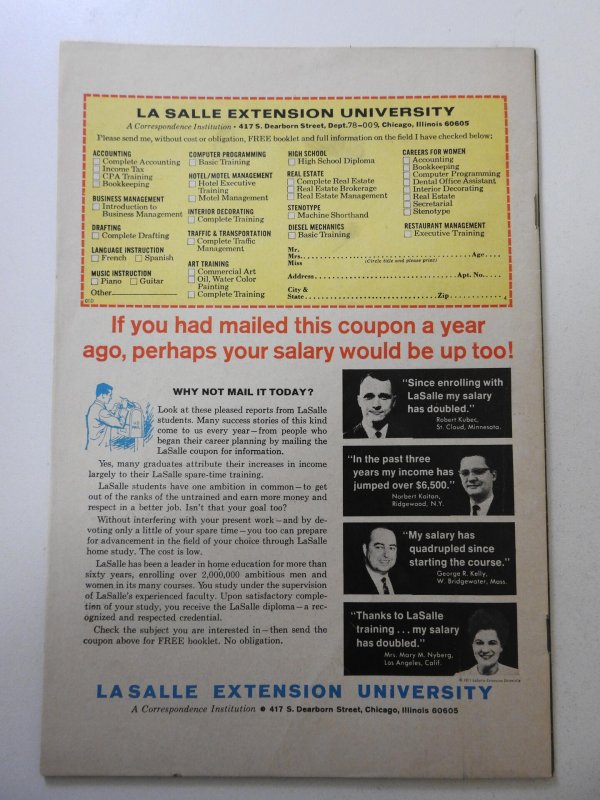 LA SALLE EXTENSION UNIVERSITY
A Correspondence Institution • 417 S. Dearborn Street, Dept. 78-009, Chicago, Illinois 60605
Please send me, without cost or obligation, FREE booklet and full information on the field I have checked below:
ACCOUNTING
Complete Accounting
Income Tax
CPA Training
Bookkeeping
BUSINESS MANAGEMENT
Introduction to
Business Management
DRAFTING
Complete Drafting
LANGUAGE INSTRUCTION
French Spanish
MUSIC INSTRUCTION
Piano Guitar
Other
010
COMPUTER PROGRAMMING
Basic Training
HOTEL/MOTEL MANAGEMENT
Hotel Executive
Training
Motel Management
INTERIOR DECORATING
Complete Training
TRAFFIC & TRANSPORTATION
Complete Traffic
Management
ART TRAINING
Commercial Art
Oil, Water Color
Painting
Complete Training
HIGH SCHOOL
High School Diploma
REAL ESTATE
Complete Real Estate
Real Estate Brokerage
Real Estate Management
STENOTYPE
Machine Shorthand
DIESEL MECHANICS
Basic Training
CAREERS FOR WOMEN
Accounting
Bookkeeping
Computer Programming
Dental Office Assistant
Interior Decorating
Real Estate
Secretarial
Stenotype
RESTAURANT MANAGEMENT
Executive Training
Mr.
Mrs. Age
Miss (Circle title and please print)
Address Apt. No.
City &
State Zip
If you had mailed this coupon a year
ago, perhaps your salary would be up too!
WHY NOT MAIL IT TODAY?
Look at these pleased reports from LaSalle
students. Many success stories of this kind
come to us every year—from people who
began their career planning by mailing the
LaSalle coupon for information.
Yes, many graduates attribute their increases in income
largely to their LaSalle spare-time training.
LaSalle students have one ambition in common—to get
out of the ranks of the untrained and earn more money and
respect in a better job. Isn't that your goal too?
Without interfering with your present work—and by de-
voting only a little of your spare time—you too can prepare
for advancement in the field of your choice through LaSalle
home study. The cost is low.
LaSalle has been a leader in home education for more than
sixty years, enrolling over 2,000,000 ambitious men and
women in its many courses. You study under the supervision
of LaSalle's experienced faculty. Upon satisfactory comple-
tion of your study, you receive the LaSalle diploma—a rec-
ognized and respected credential.
Check the subject you are interested in—then send the
coupon above for FREE booklet. No obligation.
"Since enrolling with
LaSalle my salary
has doubled."
Robert Kubec,
St. Cloud, Minnesota.
"In the past three
years my income has
jumped over $6,500."
Norbert Kaitan,
Ridgewood, N.Y.
"My salary has
quadrupled since
starting the course."
George R. Kelly,
W. Bridgewater, Mass.
"Thanks to LaSalle
training . . . my salary
has doubled."
Mrs. Mary M. Nyberg,
Los Angeles, Calif.
© 1971 LaSalle Extension University
LASALLE EXTENSION UNIVERSITY
A Correspondence Institution • 417 S. Dearborn Street, Chicago, Illinois 60605